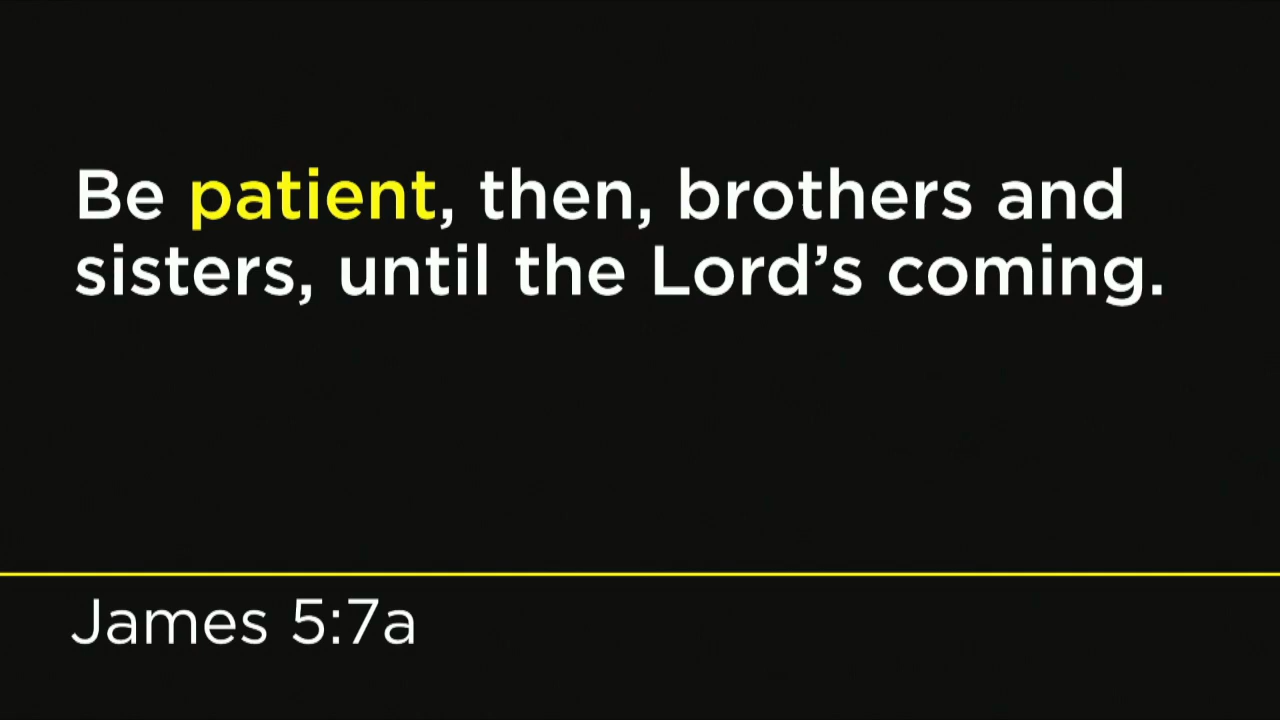 Be patient, then, brothers and
sisters, until the Lord’s coming.
James 5:7a